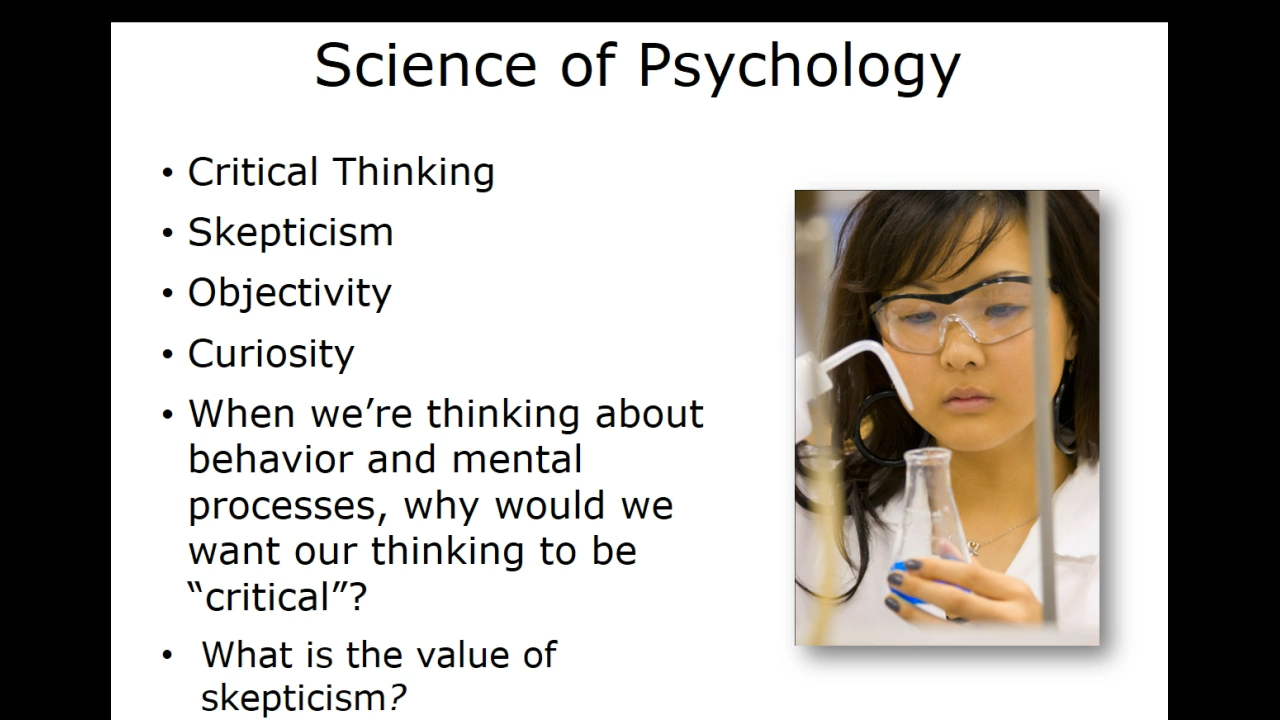 Science of Psychology
• Critical Thinking
• Skepticism
• Objectivity
• Curiosity
• When we’re thinking about
behavior and mental
processes, why would we
want our thinking to be
“critical”?
• What is the value of
skepticism?